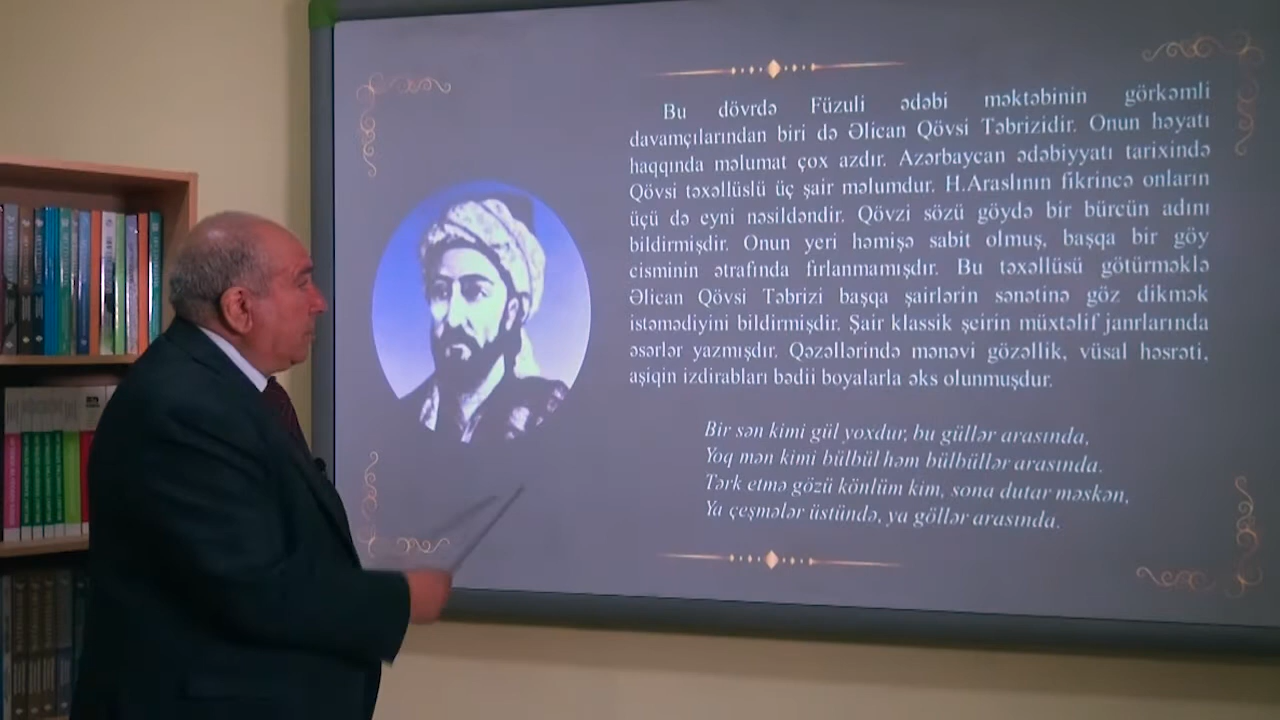 Bu dövrdə Füzuli ədəbi məktəbinin görkəmli
davamçılarından biri də Əlican Qövsi Təbrizidir. Onun həyatı
haqqında məlumat çox azdır. Azərbaycan ədəbiyyatı tarixində
Qövsi təxəllüslü üç şair məlumdur. H.Araslının fikrincə onların
üçü də eyni nəsildəndir. Qövzi sözü göydə bir bürcün adını
bildirmişdir. Onun yeri həmişə sabit olmuş, başqa bir göy
cisminin ətrafında fırlanmamışdır. Bu təxəllüsü götürməklə
Əlican Qövsi Təbrizi başqa şairlərin sənətinə göz dikmək
istəmədiyini bildirmişdir. Şair klassik şeirin müxtəlif janrlarında
əsərlər yazmışdır. Qəzəllərində mənəvi gözəllik, vüsal həsrəti,
aşiqin izdirabları bədii boyalarla əks olunmuşdur.
Bir sən kimi gül yoxdur, bu güllər arasında,
Yoq mən kimi bülbül həm bülbüllər arasında.
Tərk etmə gözü könlüm kim, sona dutar məskən,
Ya çeşmələr üstündə, ya göllər arasında.